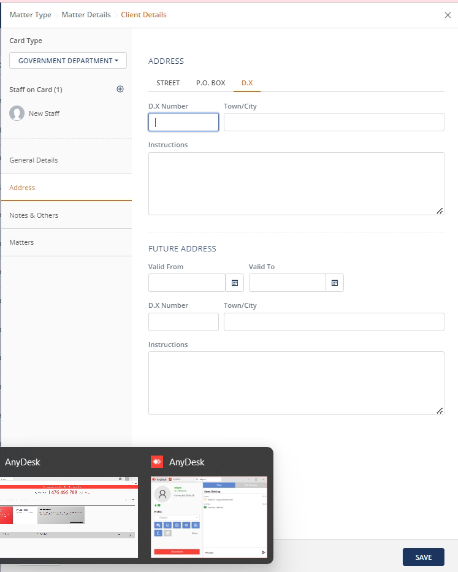 Matter Type Matter Details Client Details
Card Type
GOVERNMENT DEPARTMENT
Staff on Card (1)
New Staff
General Details
Address
Notes & Others
Matters
ADDRESS
STREET P.O. BOX D.X
D.X Number Town/City
Instructions
FUTURE ADDRESS
Valid From Valid To
D.X Number Town/City
Instructions
AnyDesk AnyDesk
SAVE